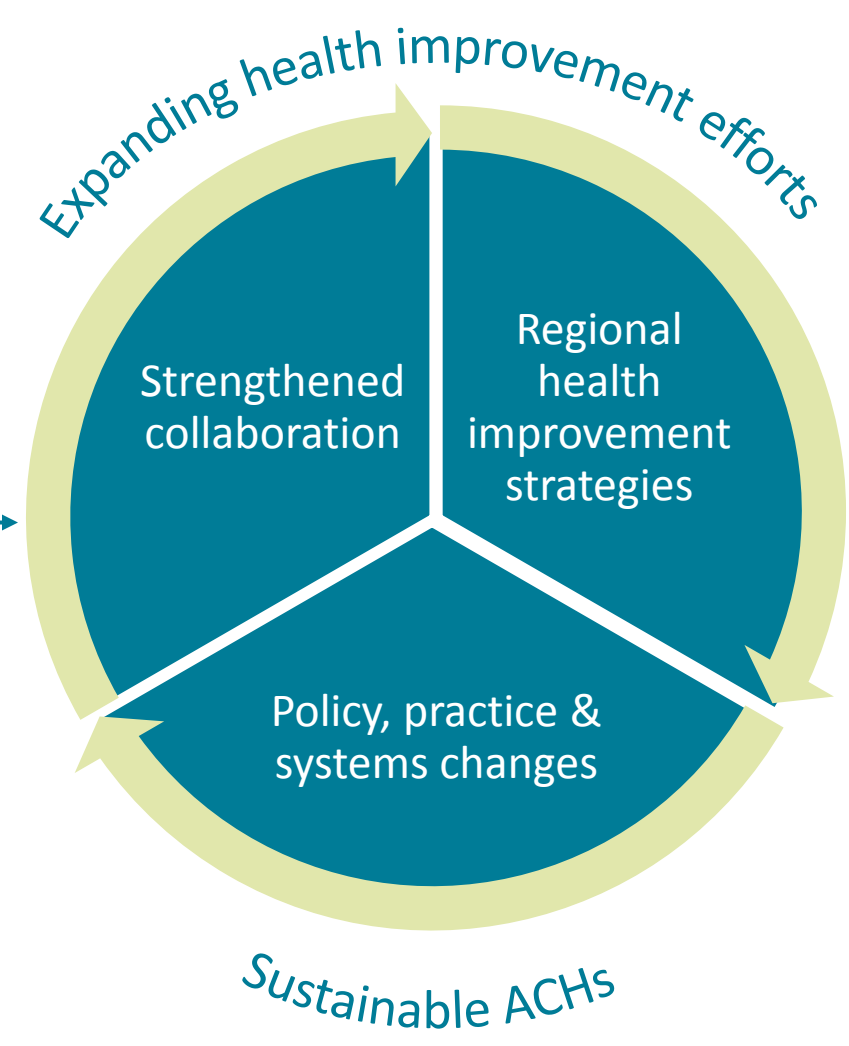 Expanding health improvement efforts
Strengthened
collaboration
Regional
health
improvement
strategies
Policy, practice &
systems changes
Sustainable ACHs